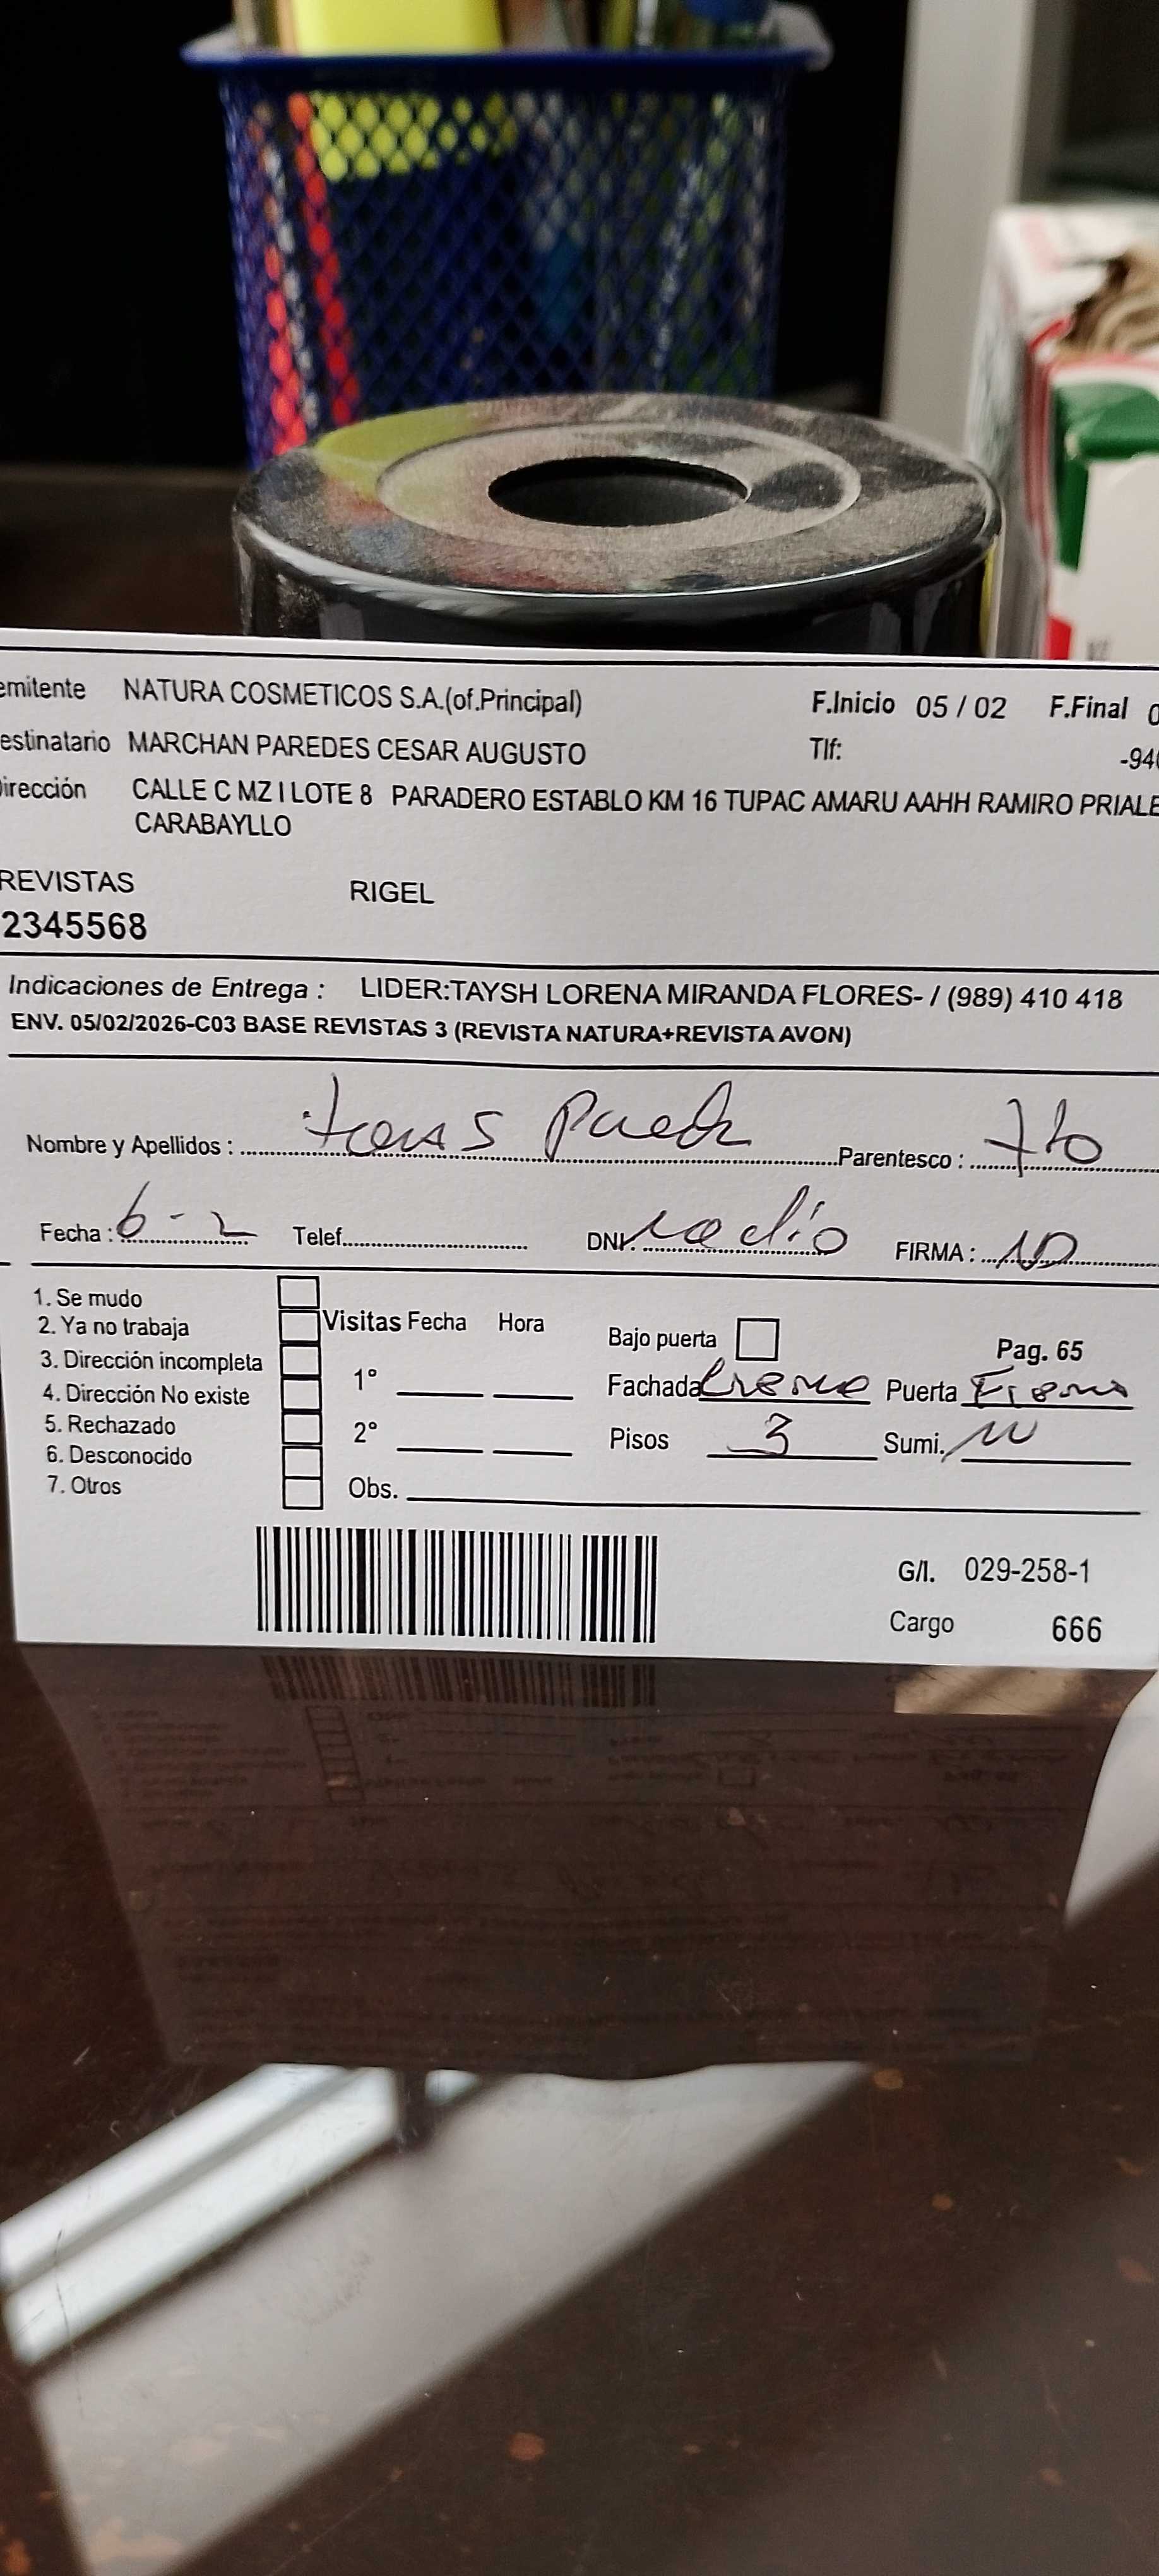 emitente NATURA COSMETICOS S.A.(of.Principal) F.Inicio 05 / 02 F.Final 0
estinatario MARCHAN PAREDES CESAR AUGUSTO Tlf: -940
irección CALLE C MZ I LOTE 8 PARADERO ESTABLO KM 16 TUPAC AMARU AAHH RAMIRO PRIALE
CARABAYLLO
REVISTAS RIGEL
2345568
Indicaciones de Entrega : LIDER:TAYSH LORENA MIRANDA FLORES- / (989) 410 418
ENV. 05/02/2026-C03 BASE REVISTAS 3 (REVISTA NATURA+REVISTA AVON)
Nombre y Apellidos : Parentesco :
Fecha : 6 - 2 Telef. DNI. FIRMA :
1. Se mudo
2. Ya no trabaja Visitas Fecha Hora Bajo puerta Pag. 65
3. Dirección incompleta 1° Fachada Crema Puerta Fierro
4. Dirección No existe
5. Rechazado 2° Pisos 3 Sumi.
6. Desconocido
7. Otros Obs.
G/I. 029-258-1
Cargo 666